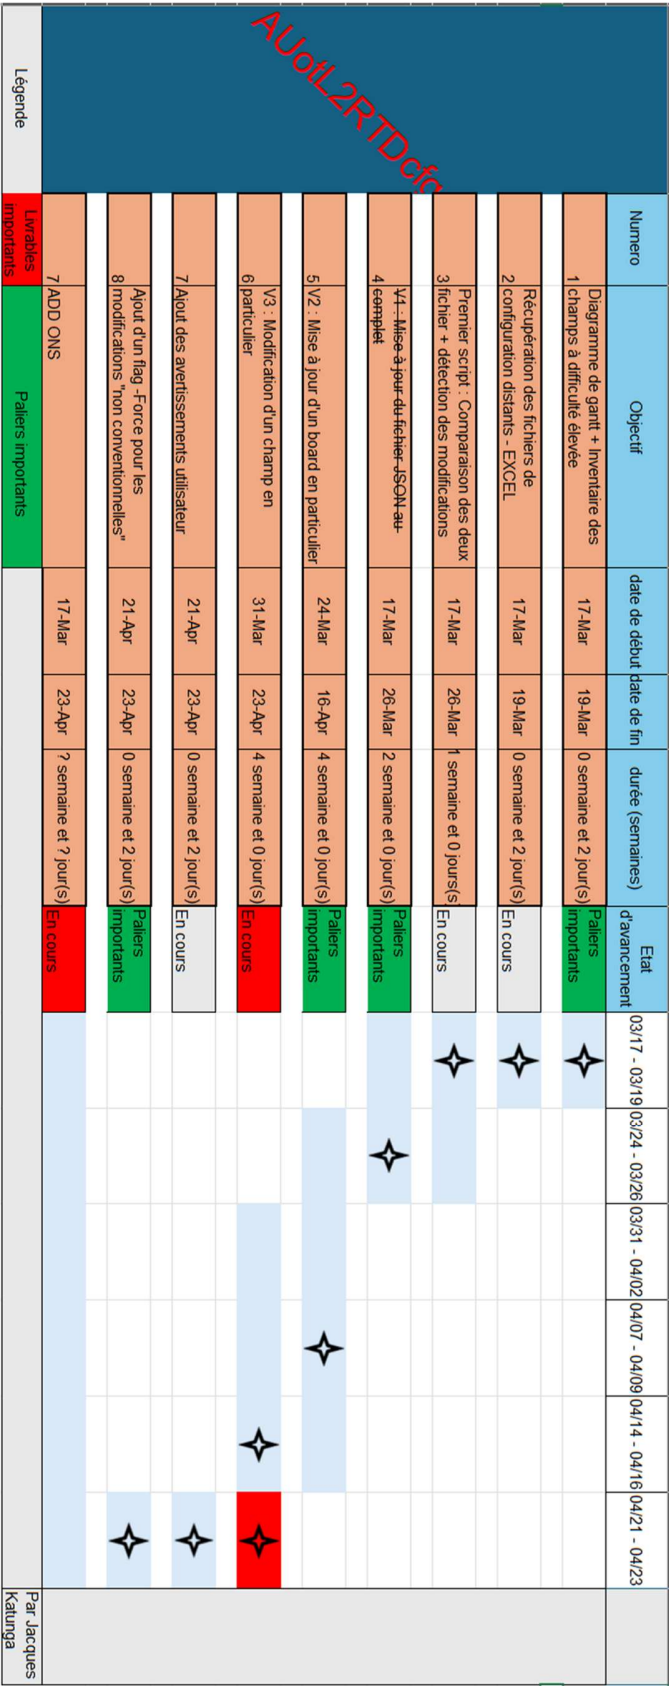 AUotL2RTDcfg
Numero
Objectif
date de début
date de fin
durée (semaines)
Etat
d'avancement
03/17 - 03/19
03/24 - 03/26
03/31 - 04/02
04/07 - 04/09
04/14 - 04/16
04/21 - 04/23
1
Diagramme de gantt + Inventaire des
champs à difficulté élevée
17-Mar
19-Mar
0 semaine et 2 jour(s)
Paliers
importants
2
Récupération des fichiers de
configuration distants - EXCEL
17-Mar
19-Mar
0 semaine et 2 jour(s)
En cours
3
Premier script : Comparaison des deux
fichier + détection des modifications
17-Mar
26-Mar
1 semaine et 0 jours(s)
En cours
4
V1 : Mise à jour du fichier JSON au
complet
17-Mar
26-Mar
2 semaine et 0 jour(s)
Paliers
importants
5
V2 : Mise à jour d'un board en particulier
24-Mar
16-Apr
4 semaine et 0 jour(s)
Paliers
importants
6
V3 : Modification d'un champ en
particulier
31-Mar
23-Apr
4 semaine et 0 jour(s)
En cours
7
Ajout des avertissements utilisateur
21-Apr
23-Apr
0 semaine et 2 jour(s)
En cours
8
Ajout d'un flag -Force pour les
modifications "non conventionnelles"
21-Apr
23-Apr
0 semaine et 2 jour(s)
Paliers
importants
7
ADD ONS
17-Mar
23-Apr
? semaine et ? jour(s)
En cours
Légende
Livrables
importants
Paliers importants
Par Jacques
Katunga